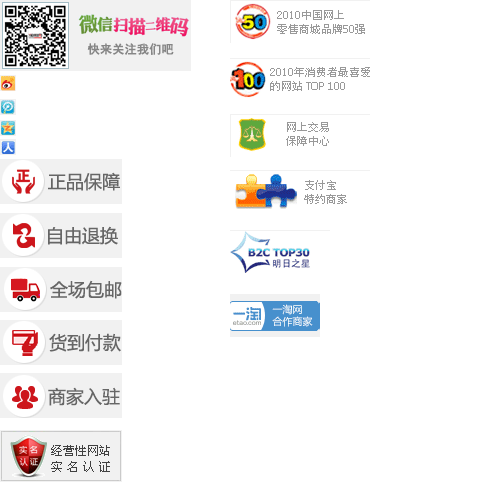 微信扫描二维码
快来关注我们吧
正
正品保障
自由退换
全场包邮
货到付款
商家入驻
实名
认证
经营性网站
实名认证
50
2010中国网上
零售商城品牌50强
100
2010年消费者最喜爱
的网站 TOP 100
网上交易
保障中心
支付宝
特约商家
B2C TOP30
明日之星
一淘
etao.com
一淘网
合作商家